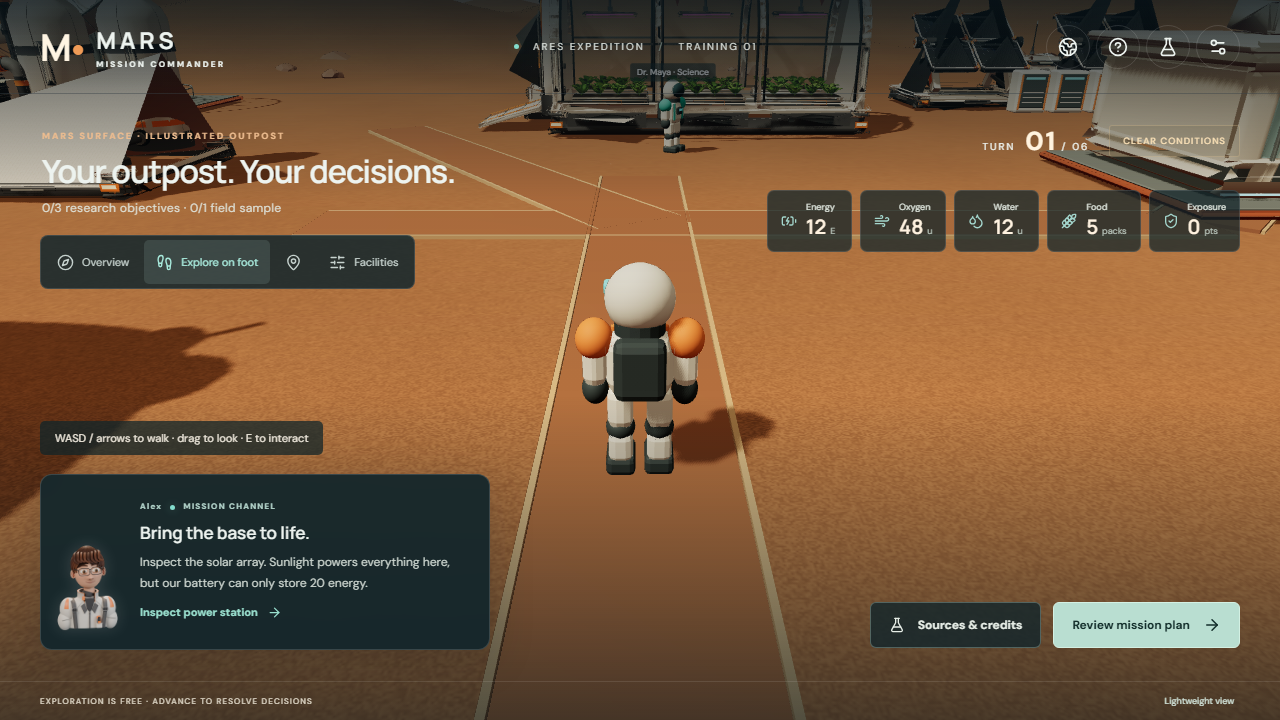 M MARS
MISSION COMMANDER
ARES EXPEDITION / TRAINING 01
Dr. Maya · Science
MARS SURFACE · ILLUSTRATED OUTPOST
Your outpost. Your decisions.
0/3 research objectives · 0/1 field sample
TURN 01 / 06
CLEAR CONDITIONS
Energy
12 E
Oxygen
48 u
Water
12 u
Food
5 packs
Exposure
0 pts
Overview
Explore on foot
Facilities
WASD / arrows to walk · drag to look · E to interact
Alex • MISSION CHANNEL
Bring the base to life.
Inspect the solar array. Sunlight powers everything here,
but our battery can only store 20 energy.
Inspect power station →
Sources & credits
Review mission plan →
EXPLORATION IS FREE · ADVANCE TO RESOLVE DECISIONS
Lightweight view